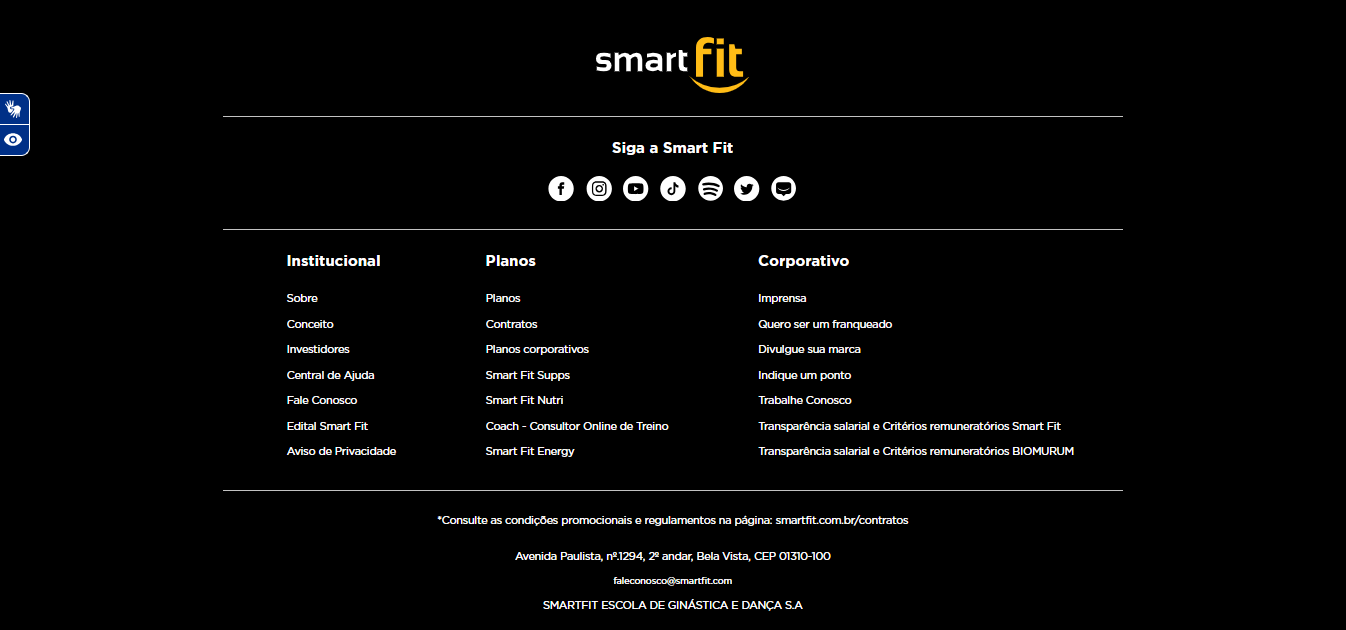 smart fit
Siga a Smart Fit
Institucional
Sobre
Conceito
Investidores
Central de Ajuda
Fale Conosco
Edital Smart Fit
Aviso de Privacidade
Planos
Planos
Contratos
Planos corporativos
Smart Fit Supps
Smart Fit Nutri
Coach - Consultor Online de Treino
Smart Fit Energy
Corporativo
Imprensa
Quero ser um franqueado
Divulgue sua marca
Indique um ponto
Trabalhe Conosco
Transparência salarial e Critérios remuneratórios Smart Fit
Transparência salarial e Critérios remuneratórios BIOMURUM
*Consulte as condições promocionais e regulamentos na página: smartfit.com.br/contratos
Avenida Paulista, nº.1294, 2º andar, Bela Vista, CEP 01310-100
faleconosco@smartfit.com
SMARTFIT ESCOLA DE GINÁSTICA E DANÇA S.A